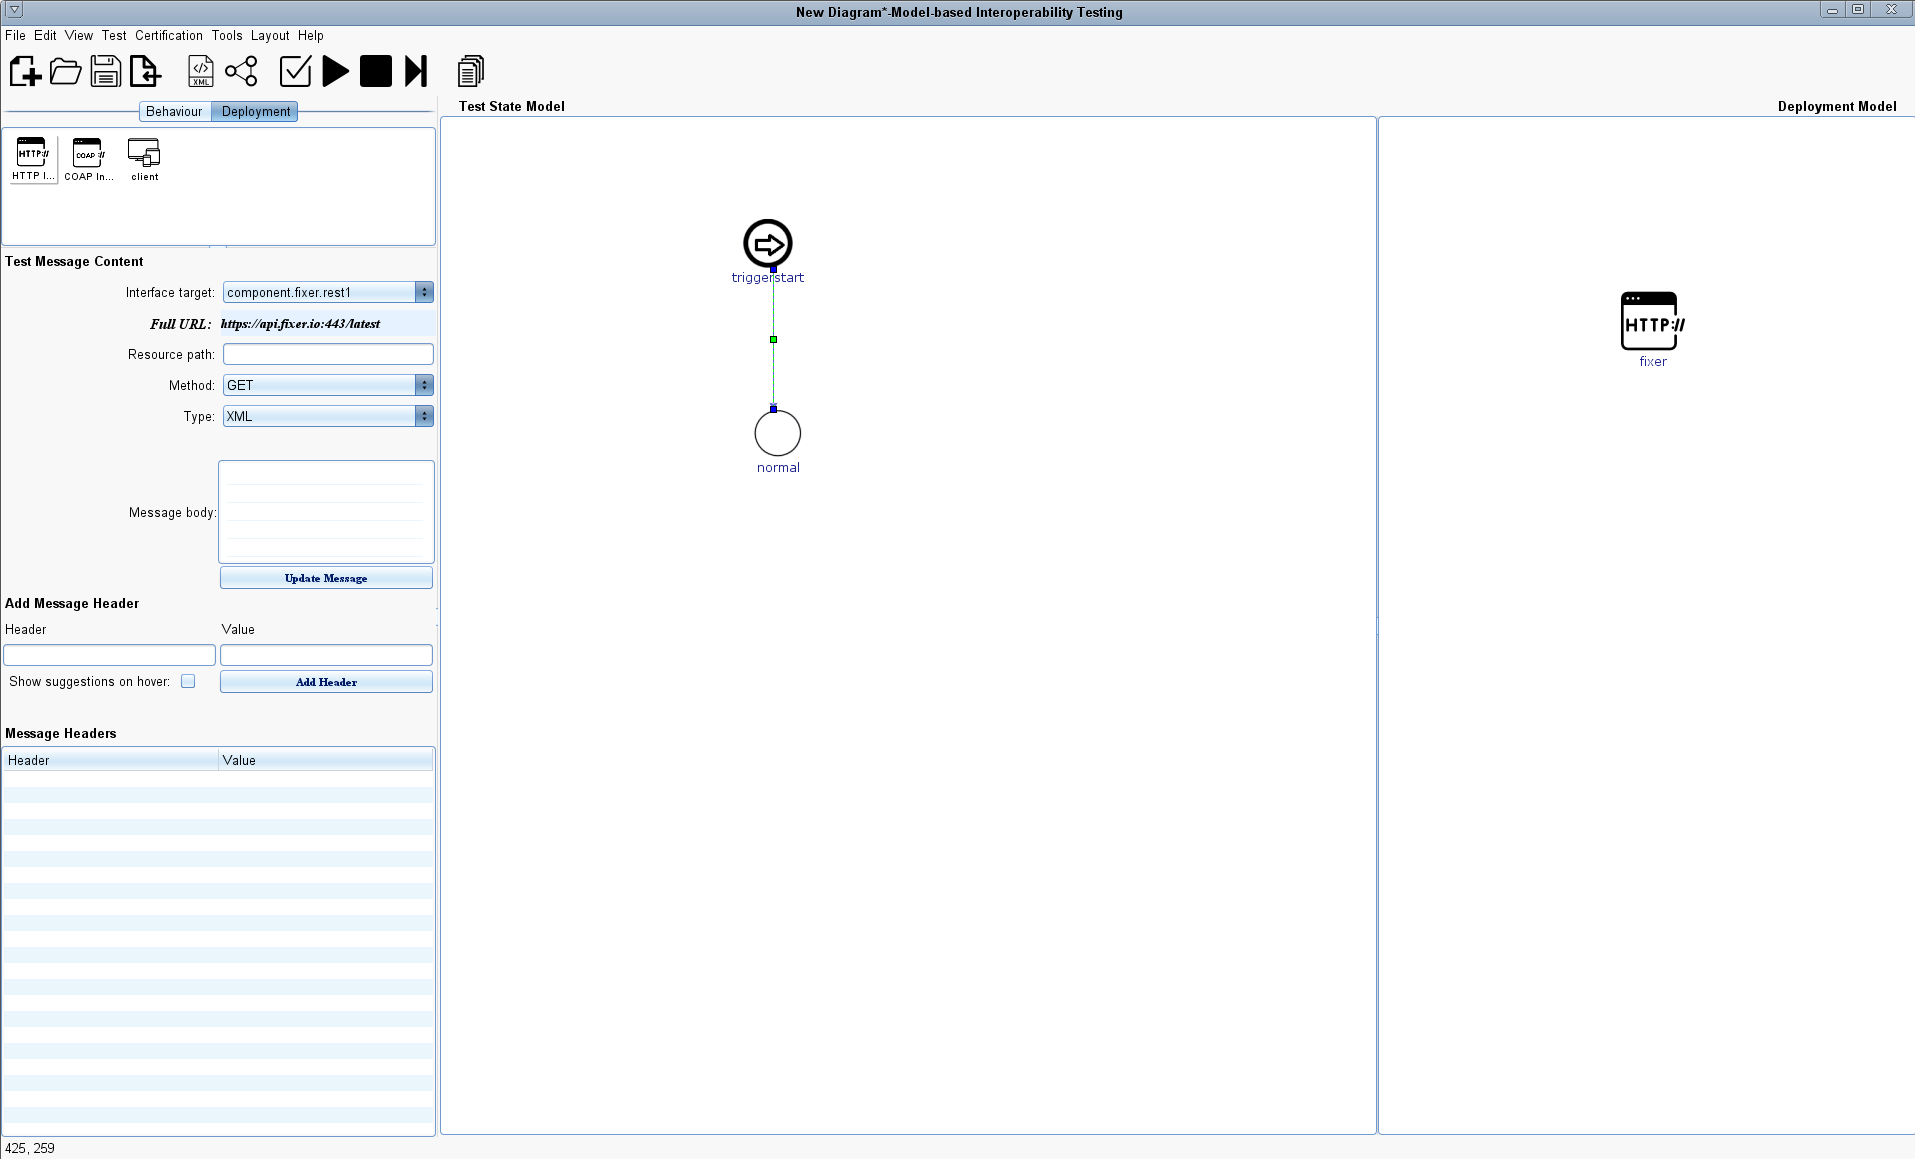 New Diagram*-Model-based Interoperability Testing
File Edit View Test Certification Tools Layout Help
</> XML
Behaviour Deployment
Test State Model
Deployment Model
HTTP://
COAP://
HTTP I...
COAP In...
client
Test Message Content
Interface target: component.fixer.rest1
Full URL: https://api.fixer.io:443/latest
Resource path:
Method: GET
Type: XML
Message body:
Update Message
Add Message Header
Header Value
Show suggestions on hover:
Add Header
Message Headers
Header Value
triggerstart
normal
HTTP://
fixer
425, 259